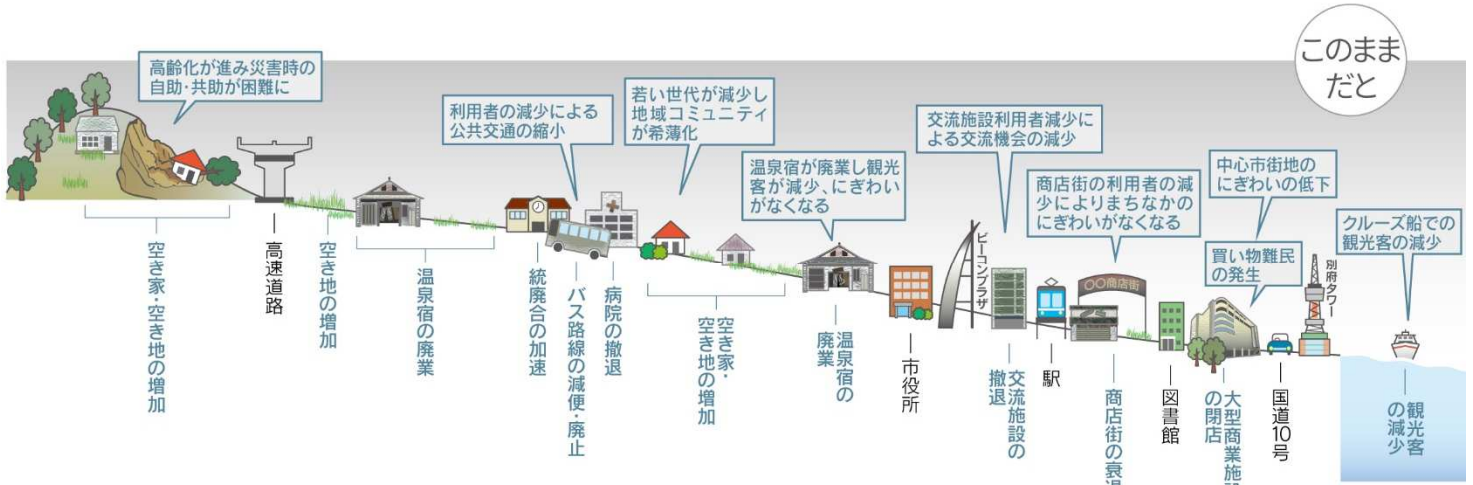 このまま
だと
高齢化が進み災害時の
自助・共助が困難に
利用者の減少による
公共交通の縮小
若い世代が減少し
地域コミュニティ
が希薄化
温泉宿が廃業し観光
客が減少、にぎわい
がなくなる
交流施設利用者減少に
よる交流機会の減少
商店街の利用者の減
少によりまちなかの
にぎわいがなくなる
中心市街地の
にぎわいの低下
買い物難民
の発生
クルーズ船での
観光客の減少
ビーコンプラザ
〇〇商店街
別府タワー
空き家・空き地の増加
高速道路
空き地の増加
温泉宿の廃業
統廃合の加速
バス路線の減便・廃止
病院の撤退
空き家・
空き地の増加
温泉宿の
廃業
市役所
交流施設の
撤退
駅
商店街の衰退
図書館
大型商業施設
の閉店
国道10号
観光客
の減少